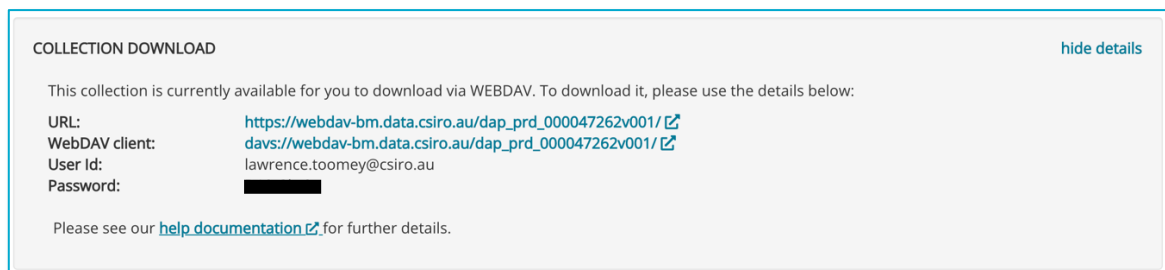 COLLECTION DOWNLOAD hide details
This collection is currently available for you to download via WEBDAV. To download it, please use the details below:
URL: https://webdav-bm.data.csiro.au/dap_prd_000047262v001/
WebDAV client: davs://webdav-bm.data.csiro.au/dap_prd_000047262v001/
User Id: lawrence.toomey@csiro.au
Password:
Please see our help documentation for further details.